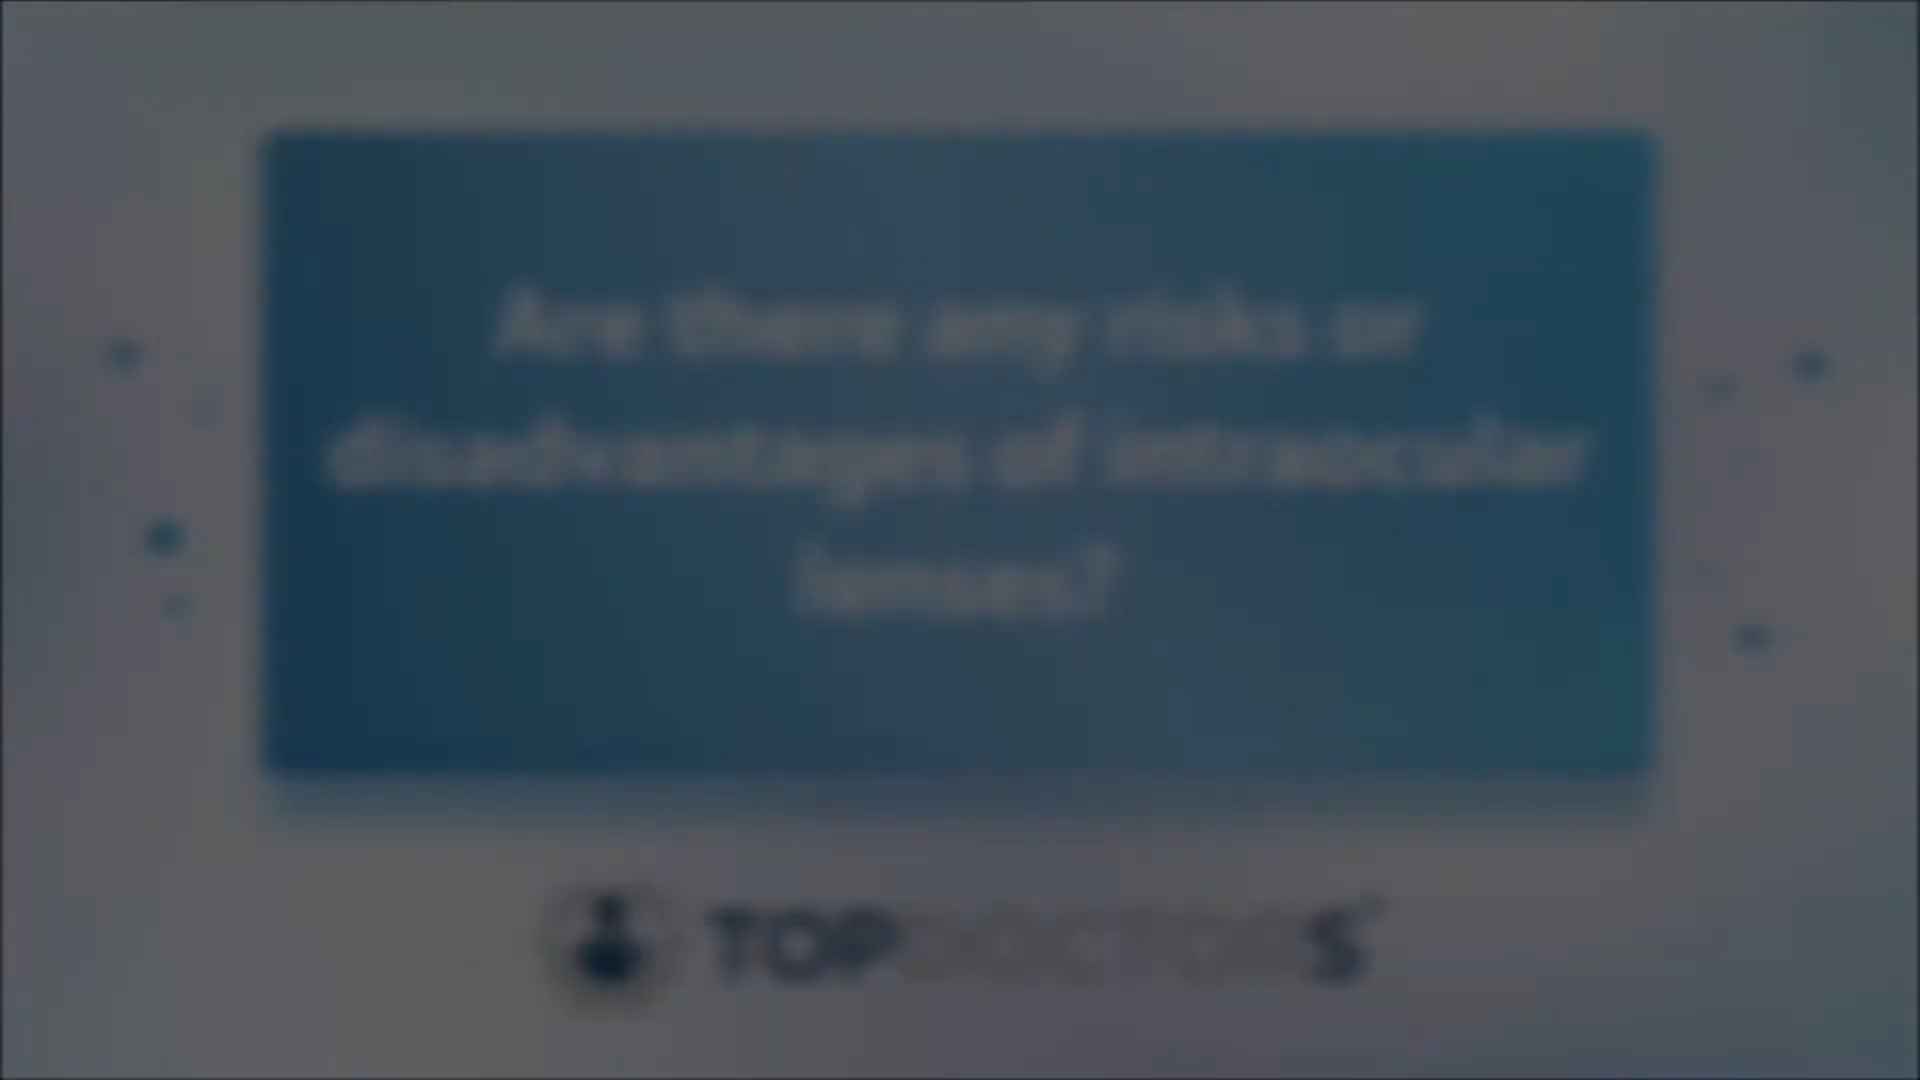 Are there any risks or
disadvantages of intraocular
lenses?
TOPDOCTORS